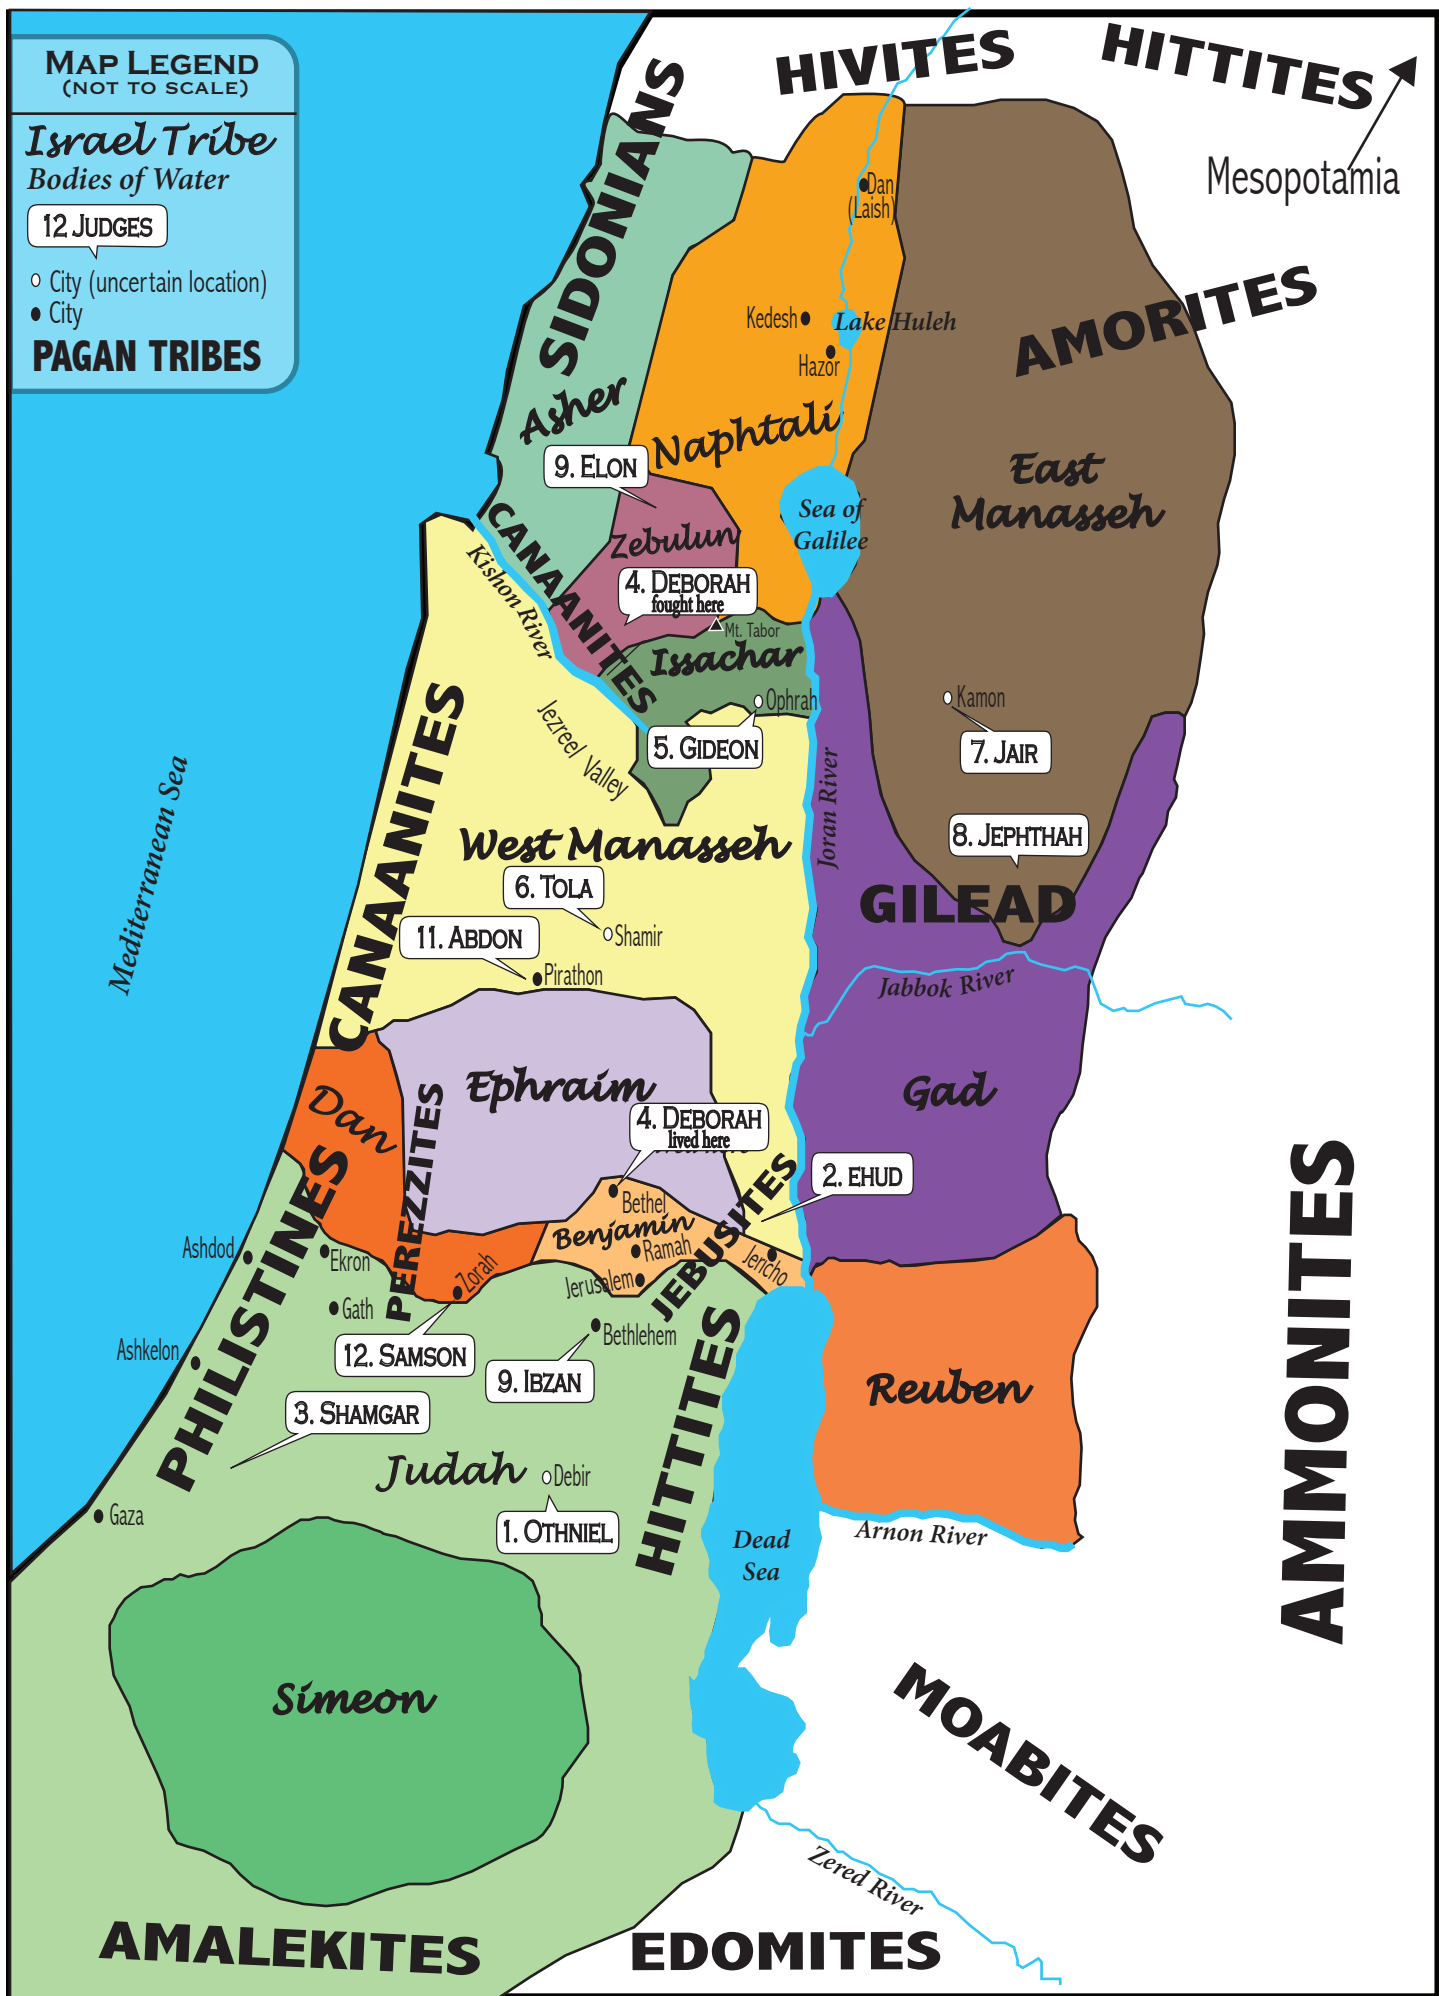 MAP LEGEND
(NOT TO SCALE)
Israel Tribe
Bodies of Water
12 JUDGES
City (uncertain location)
City
PAGAN TRIBES
HIVITES
HITTITES
Mesopotamia
SIDONIANS
Dan
(Laish)
AMORITES
Kedesh
Lake Huleh
Hazor
Asher
Naphtali
9. ELON
East
Manasseh
Sea of
Galilee
CANAANITES
Kishon River
Zebulun
4. DEBORAH
fought here
Mt. Tabor
Issachar
Ophrah
Kamon
5. GIDEON
7. JAIR
Jezreel Valley
CANAANITES
Mediterranean Sea
Joran River
West Manasseh
8. JEPHTHAH
6. TOLA
GILEAD
11. ABDON
Shamir
Pirathon
Jabbok River
Ephraim
Gad
Dan
PEREZZITES
4. DEBORAH
lived here
2. EHUD
JEBUSITES
Bethel
Benjamin
Ramah
Jericho
Jerusalem
Zorah
PHILISTINES
Ashdod
Ekron
Gath
Ashkelon
Bethlehem
12. SAMSON
9. IBZAN
HITTITES
3. SHAMGAR
Reuben
Judah
Debir
Gaza
1. OTHNIEL
Dead
Sea
Arnon River
AMMONITES
Simeon
MOABITES
Zered River
AMALEKITES
EDOMITES